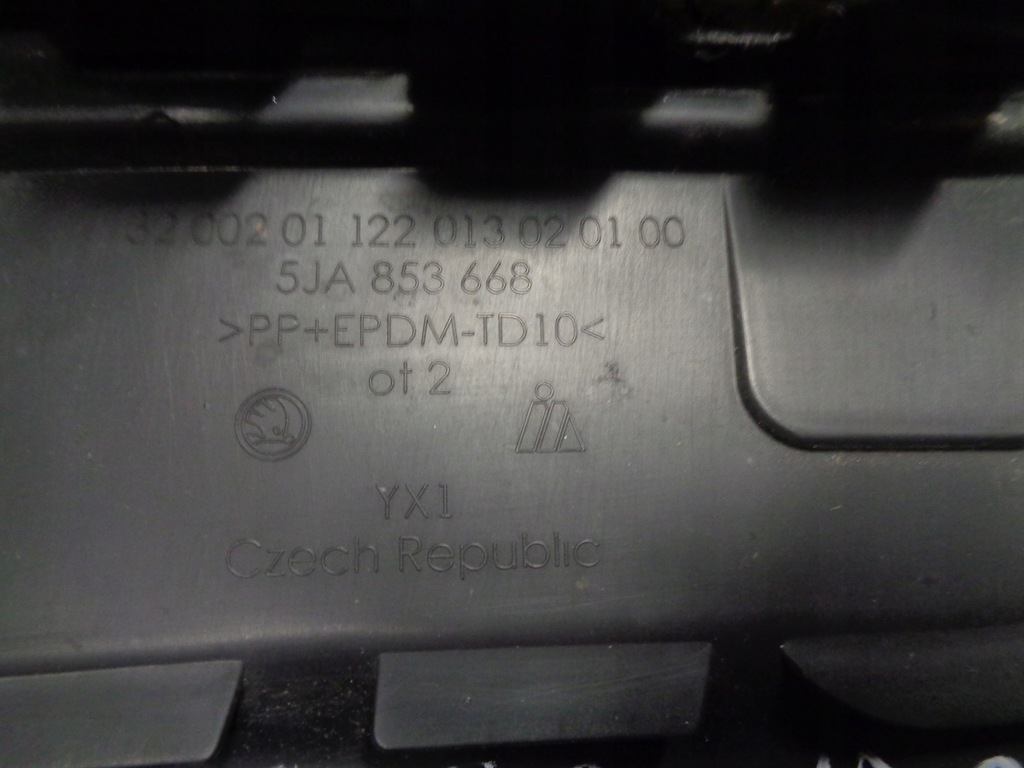 32 002 01 122 013 02 01 00
5JA 853 668
>PP+EPDM-TD10<
ot 2
YX1
Czech Republic